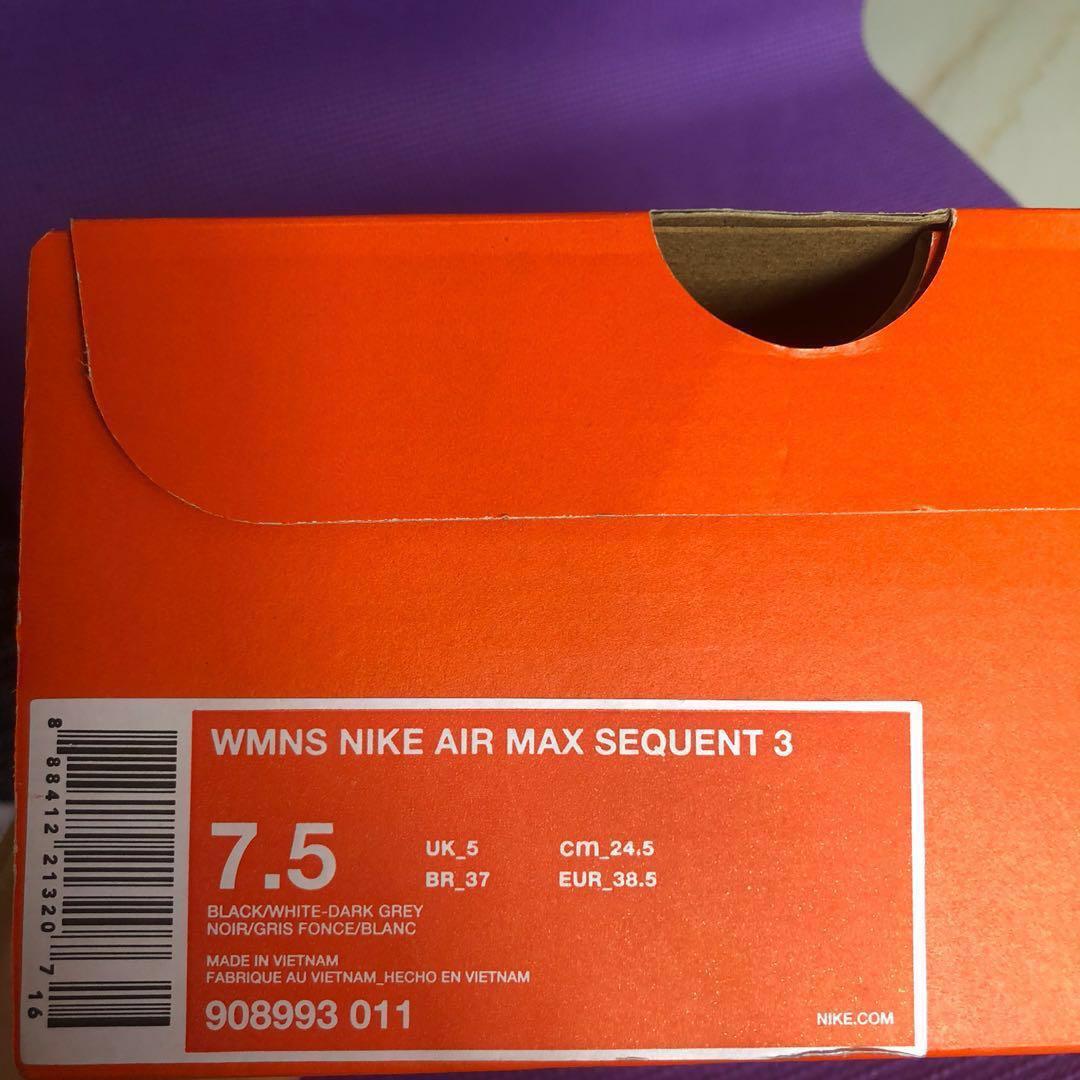 WMNS NIKE AIR MAX SEQUENT 3
7.5
UK_5 cm_24.5
BR_37 EUR_38.5
BLACK/WHITE-DARK GREY
NOIR/GRIS FONCE/BLANC
MADE IN VIETNAM
FABRIQUE AU VIETNAM_HECHO EN VIETNAM
908993 011
NIKE.COM
8 88412 21320 7 16